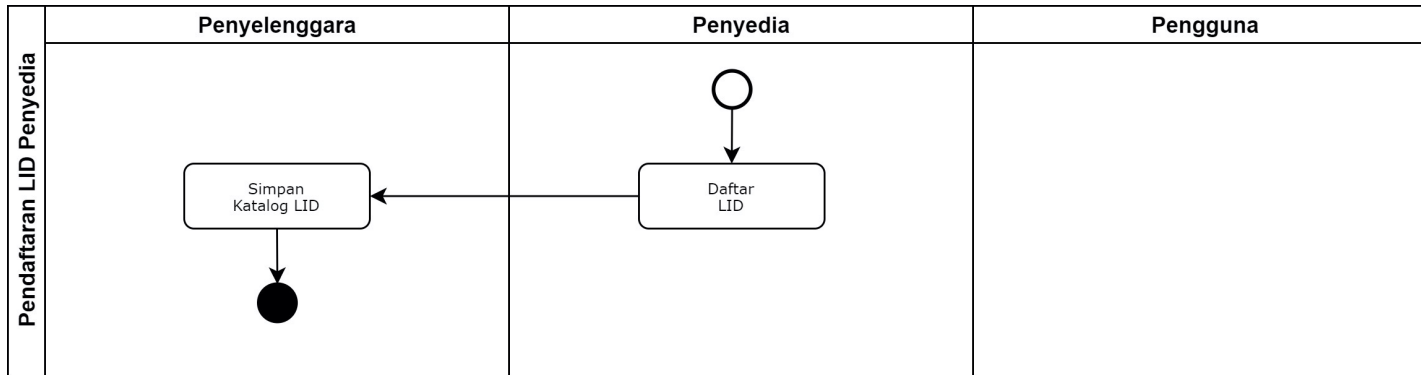 Penyelenggara
Penyedia
Pengguna
Pendaftaran LID Penyedia
Simpan
Katalog LID
Daftar
LID